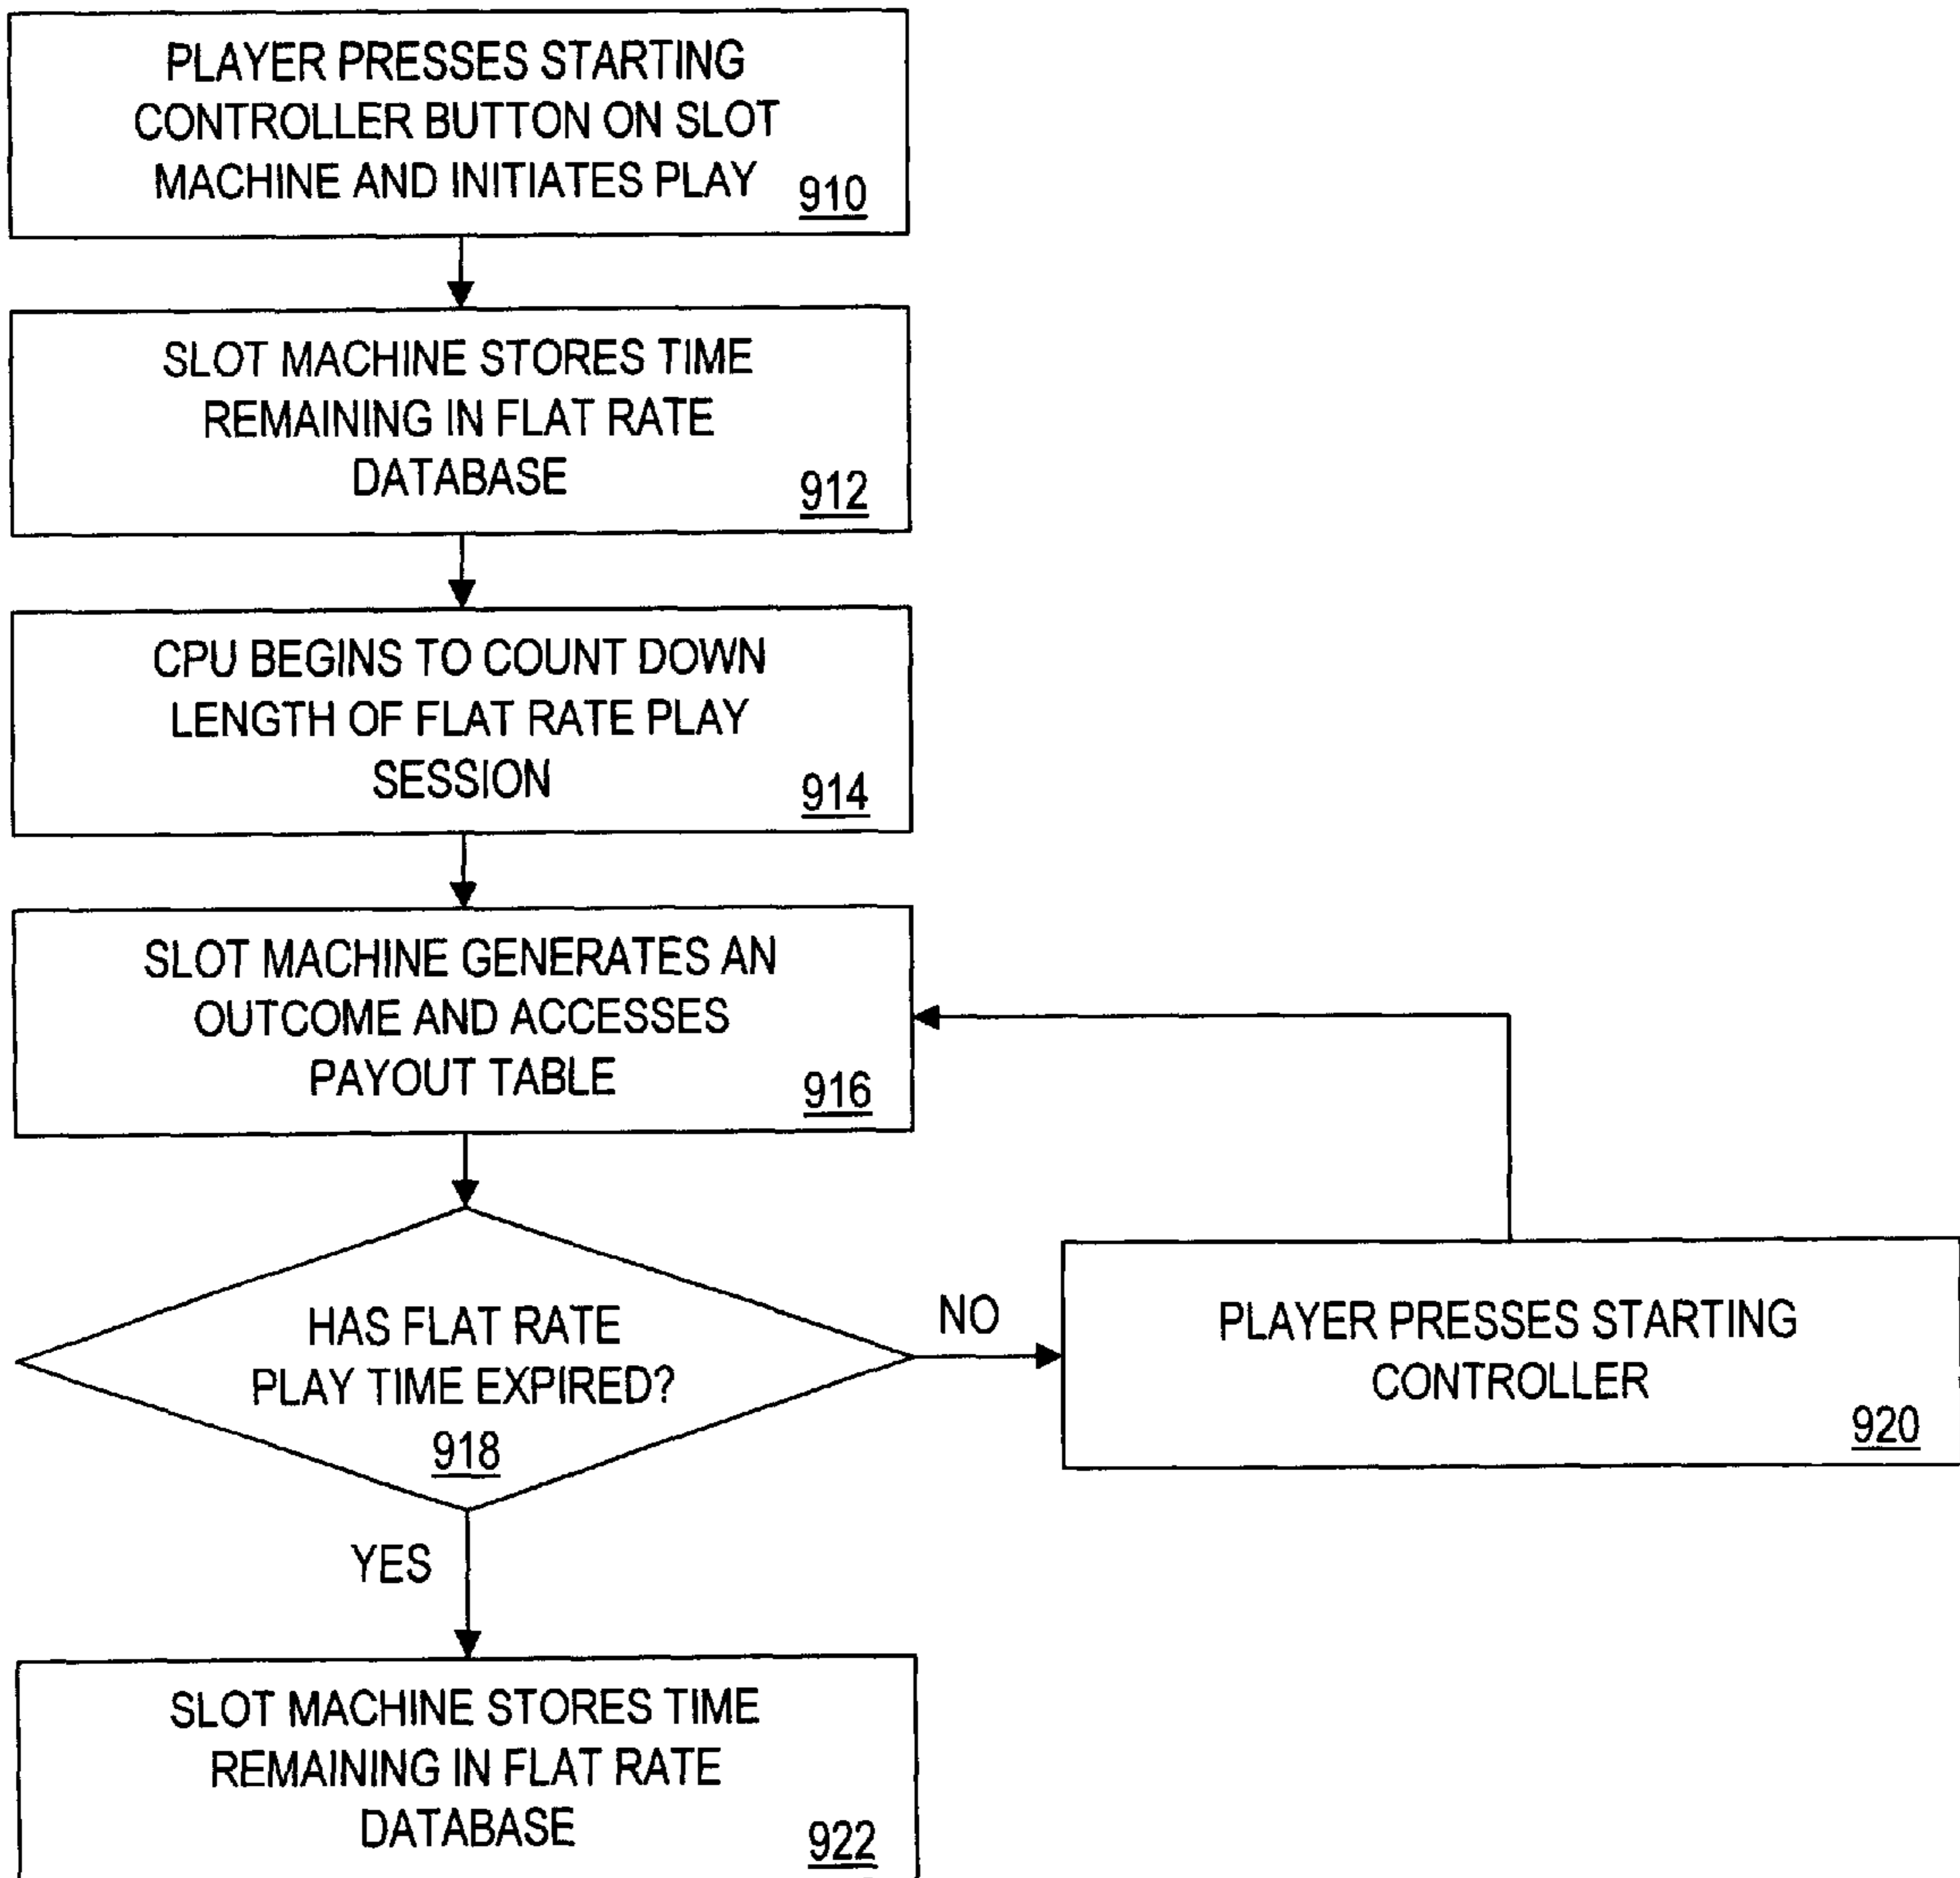 PLAYER PRESSES STARTING
CONTROLLER BUTTON ON SLOT
MACHINE AND INITIATES PLAY
910
SLOT MACHINE STORES TIME
REMAINING IN FLAT RATE
DATABASE
912
CPU BEGINS TO COUNT DOWN
LENGTH OF FLAT RATE PLAY
SESSION
914
SLOT MACHINE GENERATES AN
OUTCOME AND ACCESSES
PAYOUT TABLE
916
HAS FLAT RATE
PLAY TIME EXPIRED?
918
NO
PLAYER PRESSES STARTING
CONTROLLER
920
YES
SLOT MACHINE STORES TIME
REMAINING IN FLAT RATE
DATABASE
922